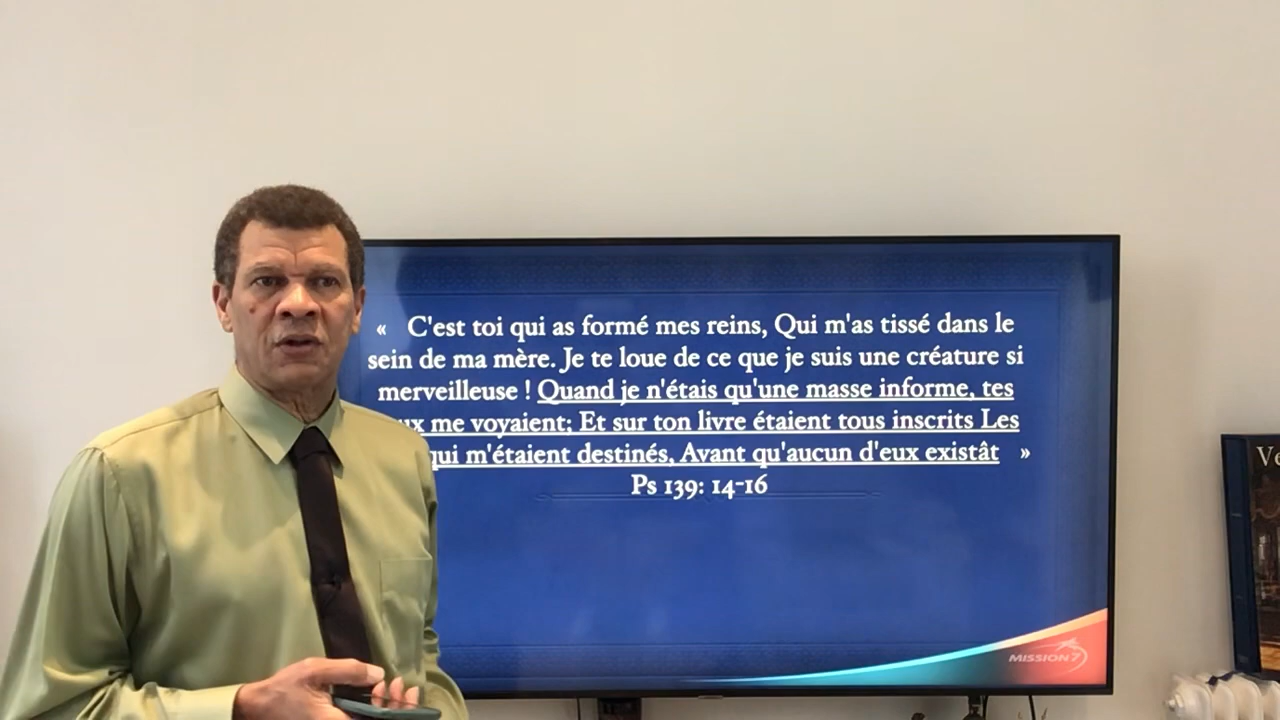 « C'est toi qui as formé mes reins, Qui m'as tissé dans le
sein de ma mère. Je te loue de ce que je suis une créature si
merveilleuse ! Quand je n'étais qu'une masse informe, tes
me voyaient; Et sur ton livre étaient tous inscrits Les
qui m'étaient destinés, Avant qu'aucun d'eux existât »
Ps 139: 14-16
MISSION7